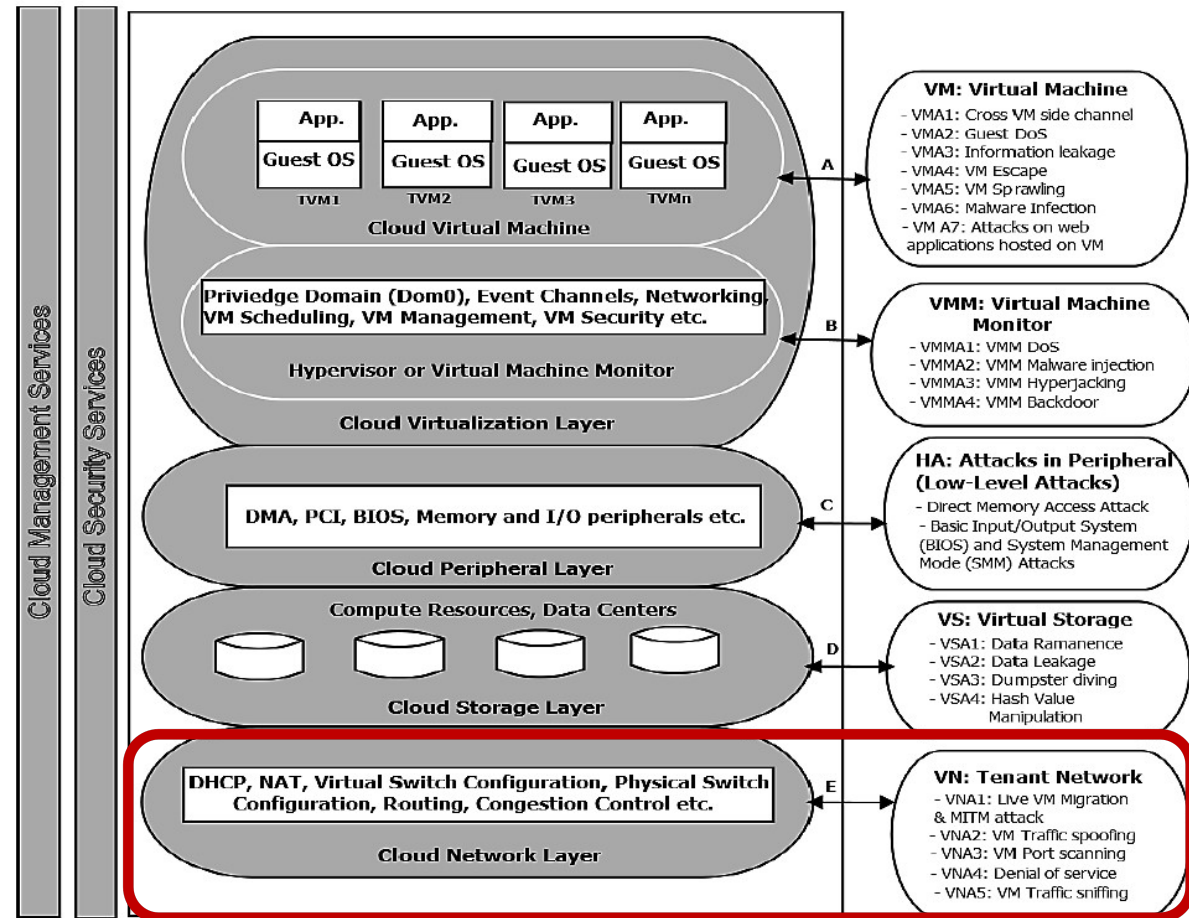 Cloud Management Services
Cloud Security Services
App.
Guest OS
TVM1
App.
Guest OS
TVM2
App.
Guest OS
TVM3
App.
Guest OS
TVMn
Cloud Virtual Machine
Priviedge Domain (Dom0), Event Channels, Networking,
VM Scheduling, VM Management, VM Security etc.
Hypervisor or Virtual Machine Monitor
Cloud Virtualization Layer
DMA, PCI, BIOS, Memory and I/O peripherals etc.
Cloud Peripheral Layer
Compute Resources, Data Centers
Cloud Storage Layer
DHCP, NAT, Virtual Switch Configuration, Physical Switch
Configuration, Routing, Congestion Control etc.
Cloud Network Layer
A
B
C
D
E
VM: Virtual Machine
- VMA1: Cross VM side channel
- VMA2: Guest DoS
- VMA3: Information leakage
- VMA4: VM Escape
- VMA5: VM Sprawling
- VMA6: Malware Infection
- VM A7: Attacks on web
applications hosted on VM
VMM: Virtual Machine
Monitor
- VMMA1: VMM DoS
- VMMA2: VMM Malware injection
- VMMA3: VMM Hyperjacking
- VMMA4: VMM Backdoor
HA: Attacks in Peripheral
(Low-Level Attacks)
- Direct Memory Access Attack
- Basic Input/Output System
(BIOS) and System Management
Mode (SMM) Attacks
VS: Virtual Storage
- VSA1: Data Ramanence
- VSA2: Data Leakage
- VSA3: Dumpster diving
- VSA4: Hash Value
Manipulation
VN: Tenant Network
- VNA1: Live VM Migration
& MITM attack
- VNA2: VM Traffic spoofing
- VNA3: VM Port scanning
- VNA4: Denial of service
- VNA5: VM Traffic sniffing